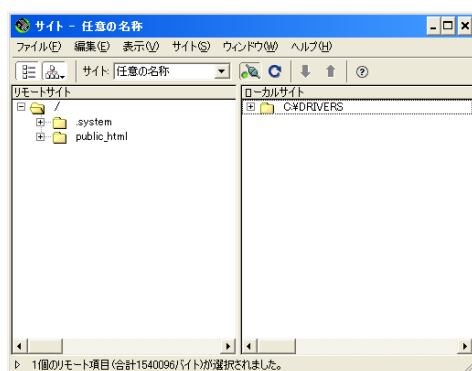 サイト - 任意の名称
ファイル(F) 編集(E) 表示(V) サイト(S) ウィンドウ(W) ヘルプ(H)
サイト: 任意の名称
リモートサイト
/
.system
public_html
ローカルサイト
C:¥DRIVERS
1個のリモート項目(合計1540096バイト)が選択されました。